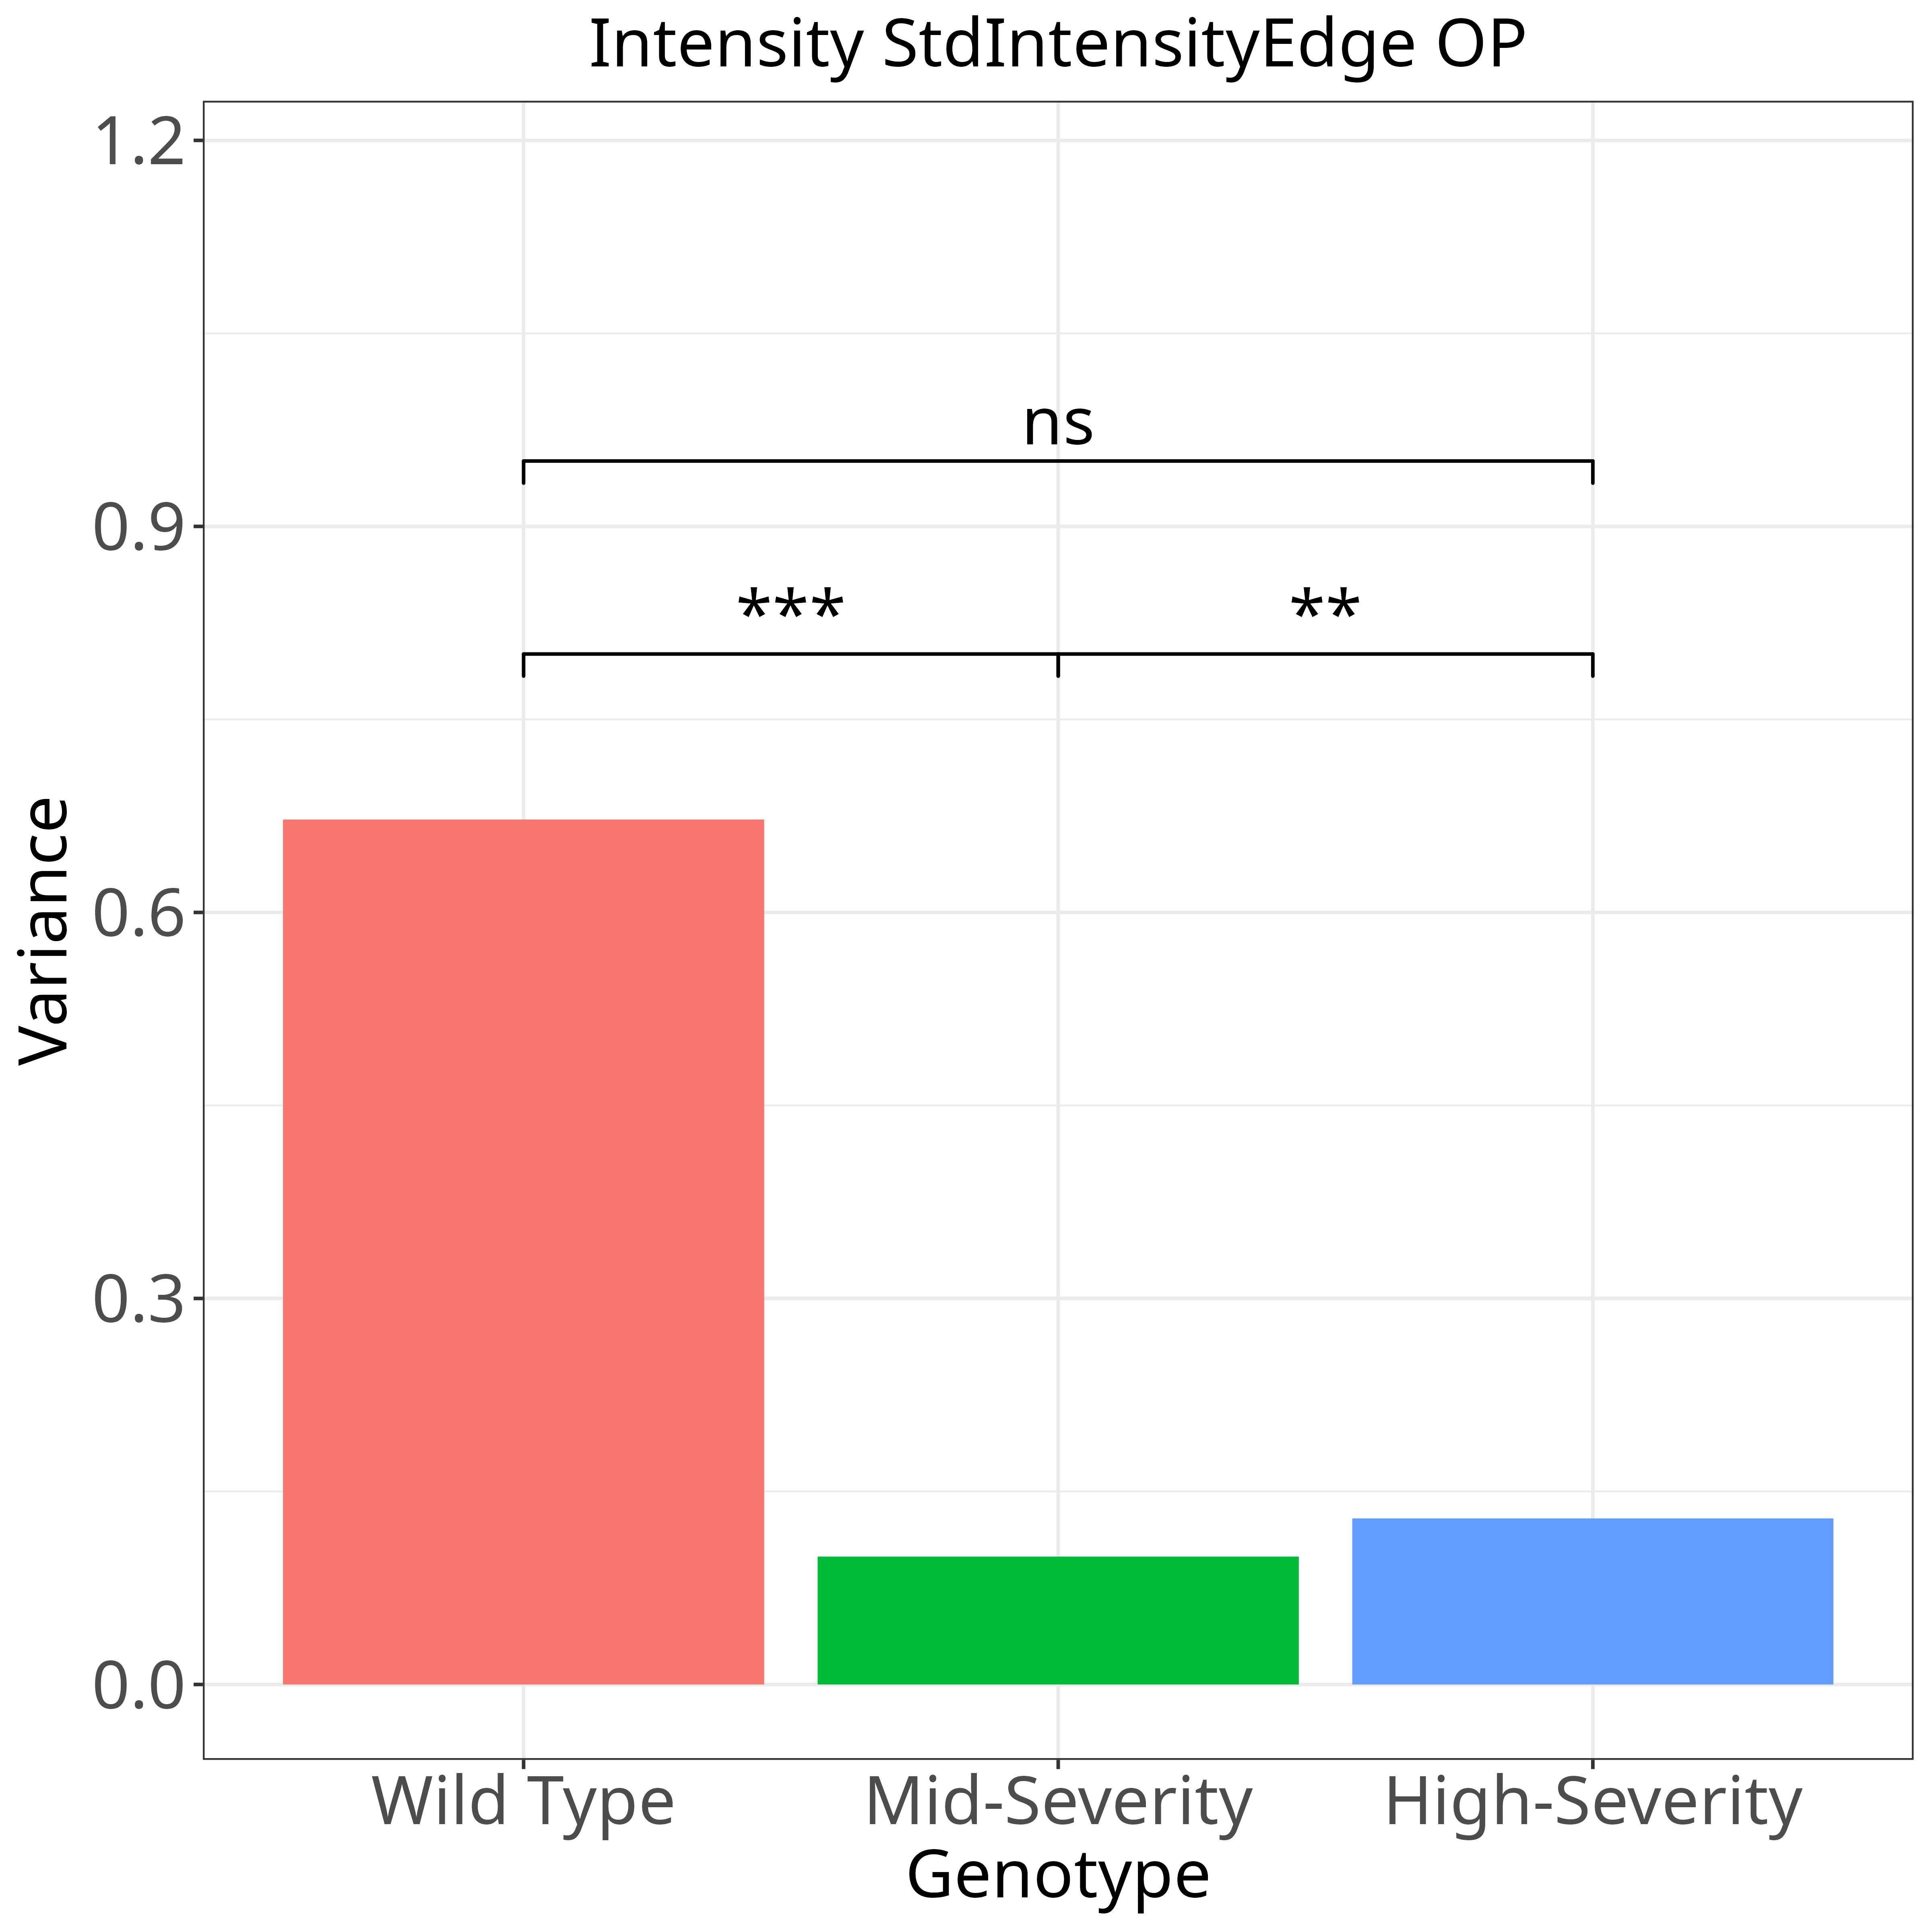 Intensity StdIntensityEdge OP
1.2
ns
0.9
*** **
Variance
0.6
0.3
0.0
Wild Type Mid-Severity High-Severity
Genotype